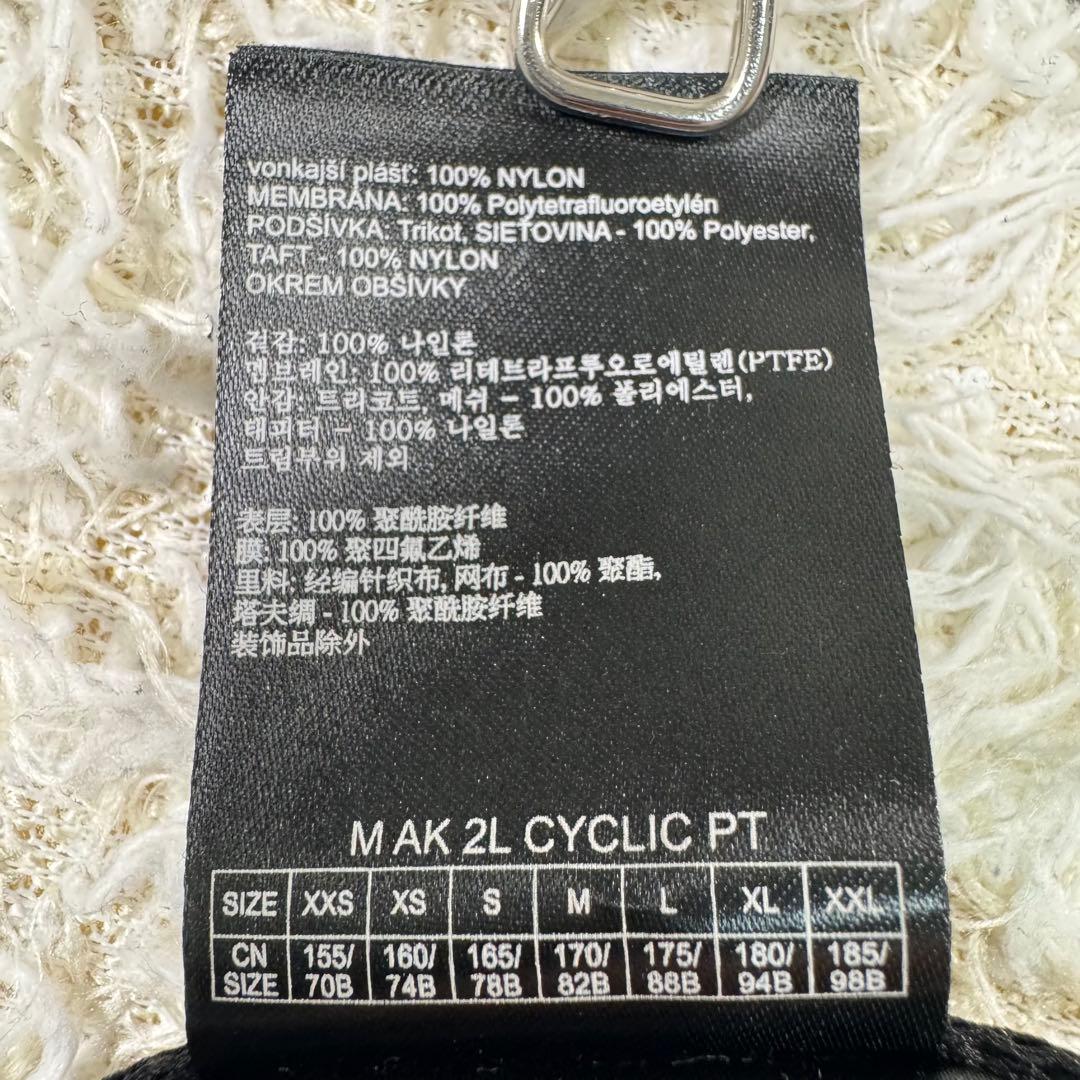 vonkajší plášť: 100% NYLON
MEMBRÁNA: 100% Polytetrafluoroetylén
PODŠÍVKA: Trikot, SIEŤOVINA - 100% Polyester,
TAFT - 100% NYLON
OKREM OBŠÍVKY
겉감: 100% 나일론
멤브레인: 100% 리테트라프루오로에틸렌(PTFE)
안감: 트리코트, 메쉬 - 100% 폴리에스터,
태피터 - 100% 나일론
트림부위 제외
表层: 100% 聚酰胺纤维
膜: 100% 聚四氟乙烯
里料: 经编针织布, 网布 - 100% 聚酯,
塔夫绸 - 100% 聚酰胺纤维
装饰品除外
M AK 2L CYCLIC PT
SIZE XXS XS S M L XL XXL
CN SIZE 155/70B 160/74B 165/78B 170/82B 175/88B 180/94B 185/98B